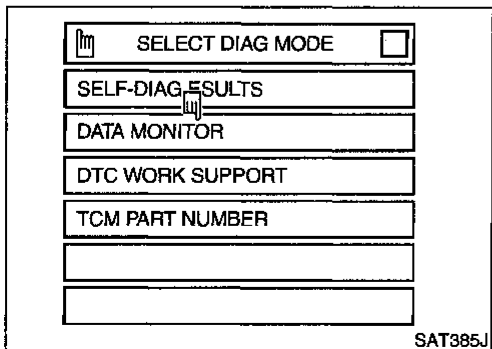 SELECT DIAG MODE
SELF-DIAG ESULTS
DATA MONITOR
DTC WORK SUPPORT
TCM PART NUMBER
SAT385J